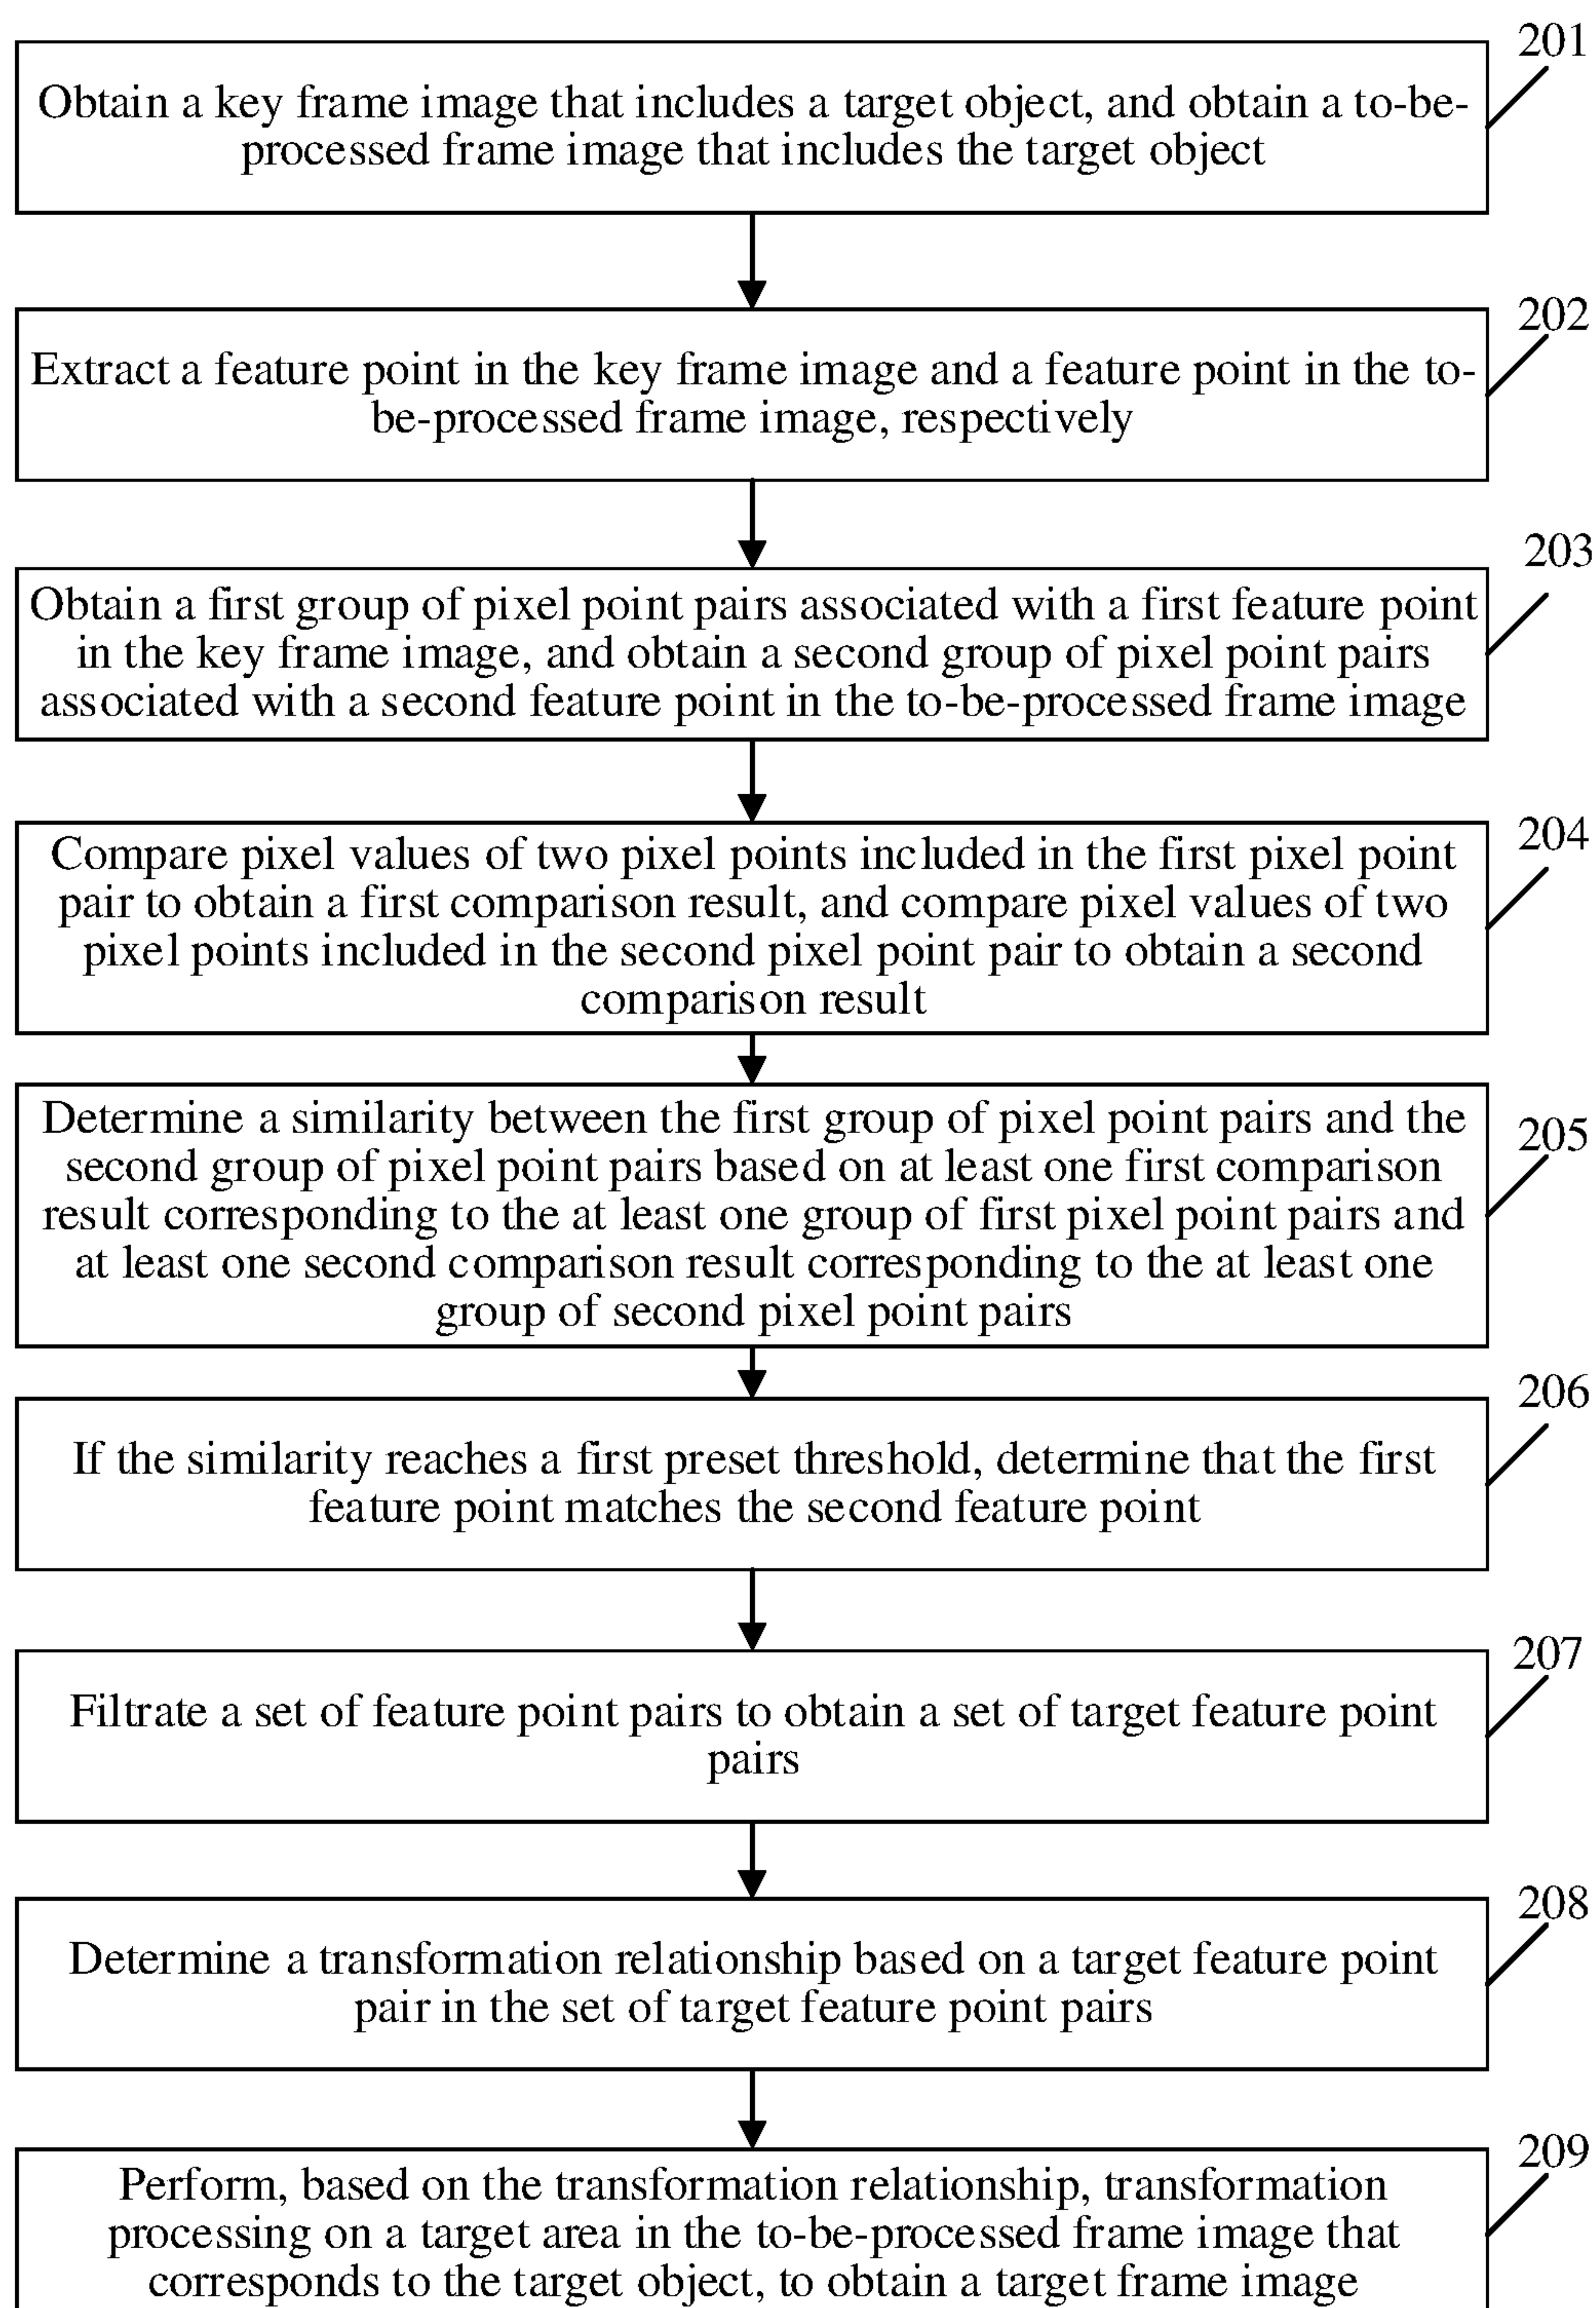 201
Obtain a key frame image that includes a target object, and obtain a to-be-
processed frame image that includes the target object
202
Extract a feature point in the key frame image and a feature point in the to-
be-processed frame image, respectively
203
Obtain a first group of pixel point pairs associated with a first feature point
in the key frame image, and obtain a second group of pixel point pairs
associated with a second feature point in the to-be-processed frame image
204
Compare pixel values of two pixel points included in the first pixel point
pair to obtain a first comparison result, and compare pixel values of two
pixel points included in the second pixel point pair to obtain a second
comparison result
205
Determine a similarity between the first group of pixel point pairs and the
second group of pixel point pairs based on at least one first comparison
result corresponding to the at least one group of first pixel point pairs and
at least one second comparison result corresponding to the at least one
group of second pixel point pairs
206
If the similarity reaches a first preset threshold, determine that the first
feature point matches the second feature point
207
Filtrate a set of feature point pairs to obtain a set of target feature point
pairs
208
Determine a transformation relationship based on a target feature point
pair in the set of target feature point pairs
209
Perform, based on the transformation relationship, transformation
processing on a target area in the to-be-processed frame image that
corresponds to the target object, to obtain a target frame image